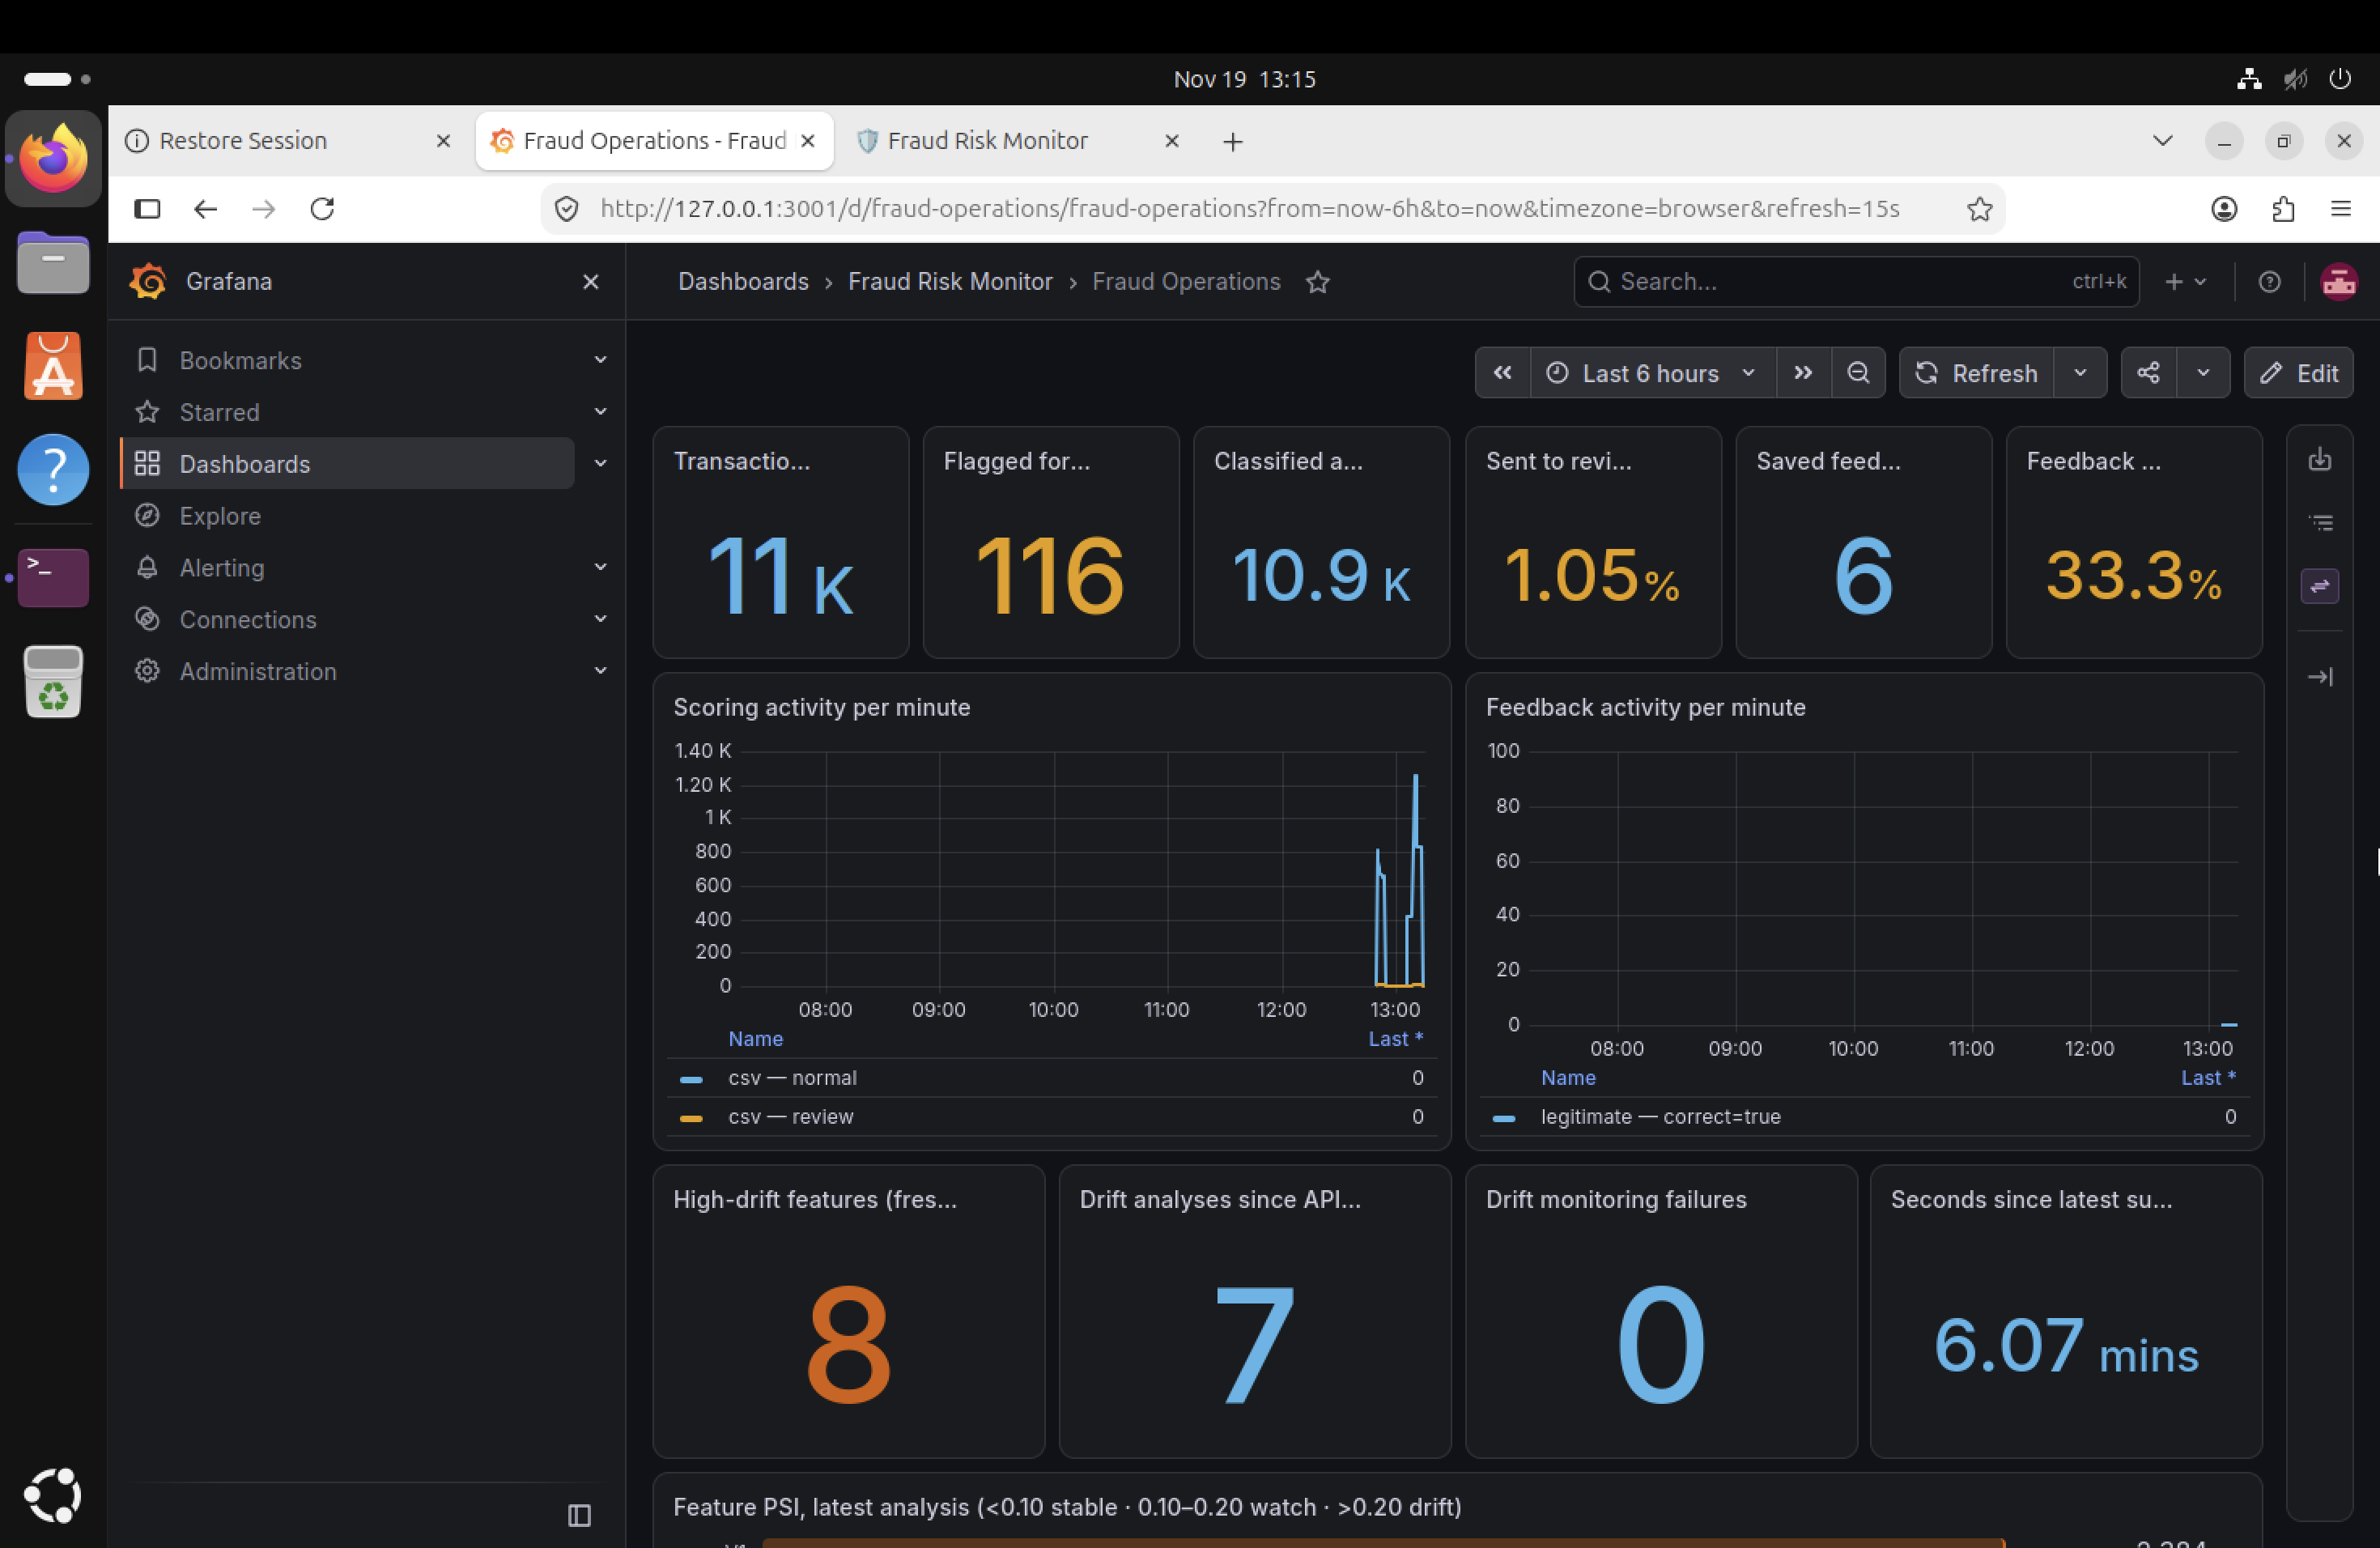 Nov 19 13:15
Restore Session
Fraud Operations - Fraud
Fraud Risk Monitor
http://127.0.0.1:3001/d/fraud-operations/fraud-operations?from=now-6h&to=now&timezone=browser&refresh=15s
Grafana
Dashboards › Fraud Risk Monitor › Fraud Operations
Search...
ctrl+k
Bookmarks
Starred
Dashboards
Explore
Alerting
Connections
Administration
Last 6 hours
Refresh
Edit
Transactio...
11 K
Flagged for...
116
Classified a...
10.9 K
Sent to revi...
1.05%
Saved feed...
6
Feedback ...
33.3%
Scoring activity per minute
1.40 K
1.20 K
1 K
800
600
400
200
0
08:00 09:00 10:00 11:00 12:00 13:00
Name Last *
csv — normal 0
csv — review 0
Feedback activity per minute
100
80
60
40
20
0
08:00 09:00 10:00 11:00 12:00 13:00
Name Last *
legitimate — correct=true 0
High-drift features (fres...
8
Drift analyses since API...
7
Drift monitoring failures
0
Seconds since latest su...
6.07 mins
Feature PSI, latest analysis (<0.10 stable · 0.10–0.20 watch · >0.20 drift)